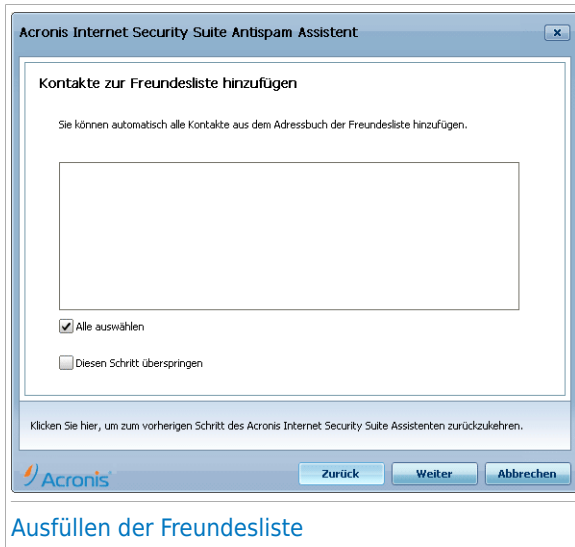 Acronis Internet Security Suite Antispam Assistent
Kontakte zur Freundesliste hinzufügen
Sie können automatisch alle Kontakte aus dem Adressbuch der Freundesliste hinzufügen.
Alle auswählen
Diesen Schritt überspringen
Klicken Sie hier, um zum vorherigen Schritt des Acronis Internet Security Suite Assistenten zurückzukehren.
Acronis
Zurück Weiter Abbrechen
Ausfüllen der Freundesliste